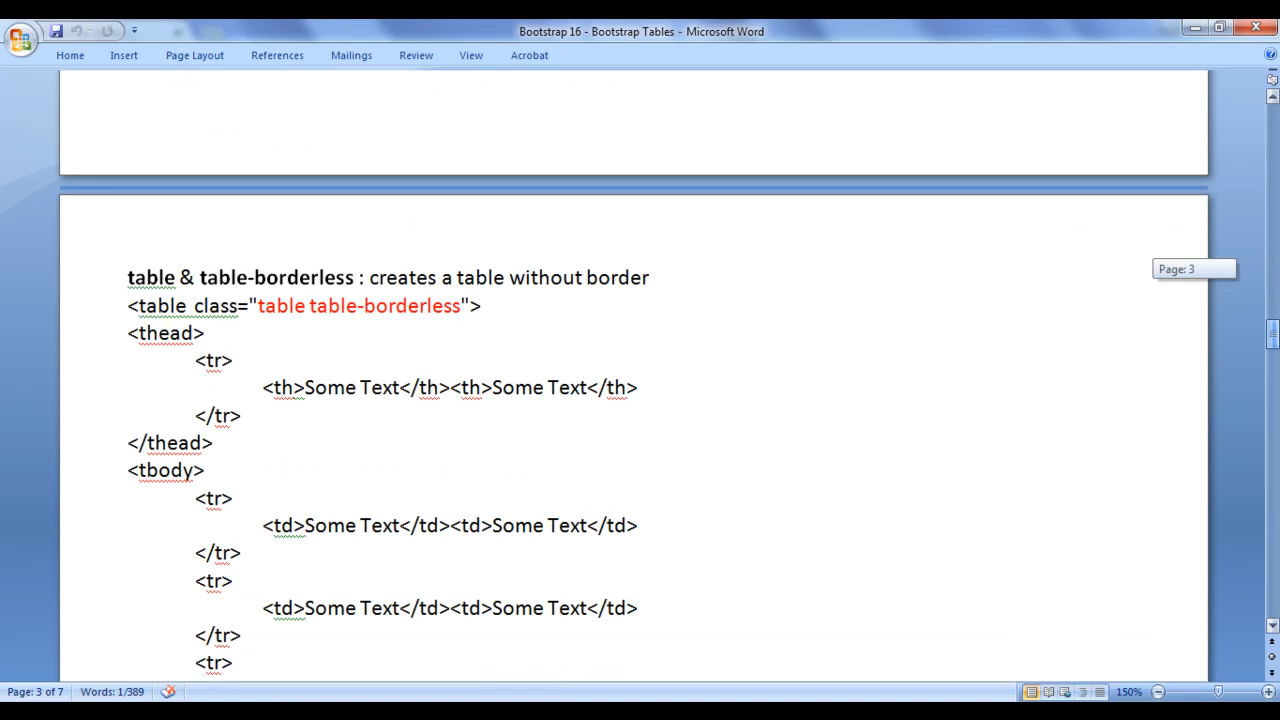 Bootstrap 16 - Bootstrap Tables - Microsoft Word
Home Insert Page Layout References Mailings Review View Acrobat
table & table-borderless : creates a table without border
Page: 3
<table class="table table-borderless">
<thead>
<tr>
<th>Some Text</th><th>Some Text</th>
</tr>
</thead>
<tbody>
<tr>
<td>Some Text</td><td>Some Text</td>
</tr>
<tr>
<td>Some Text</td><td>Some Text</td>
</tr>
<tr>
Page: 3 of 7 Words: 1/389 150%